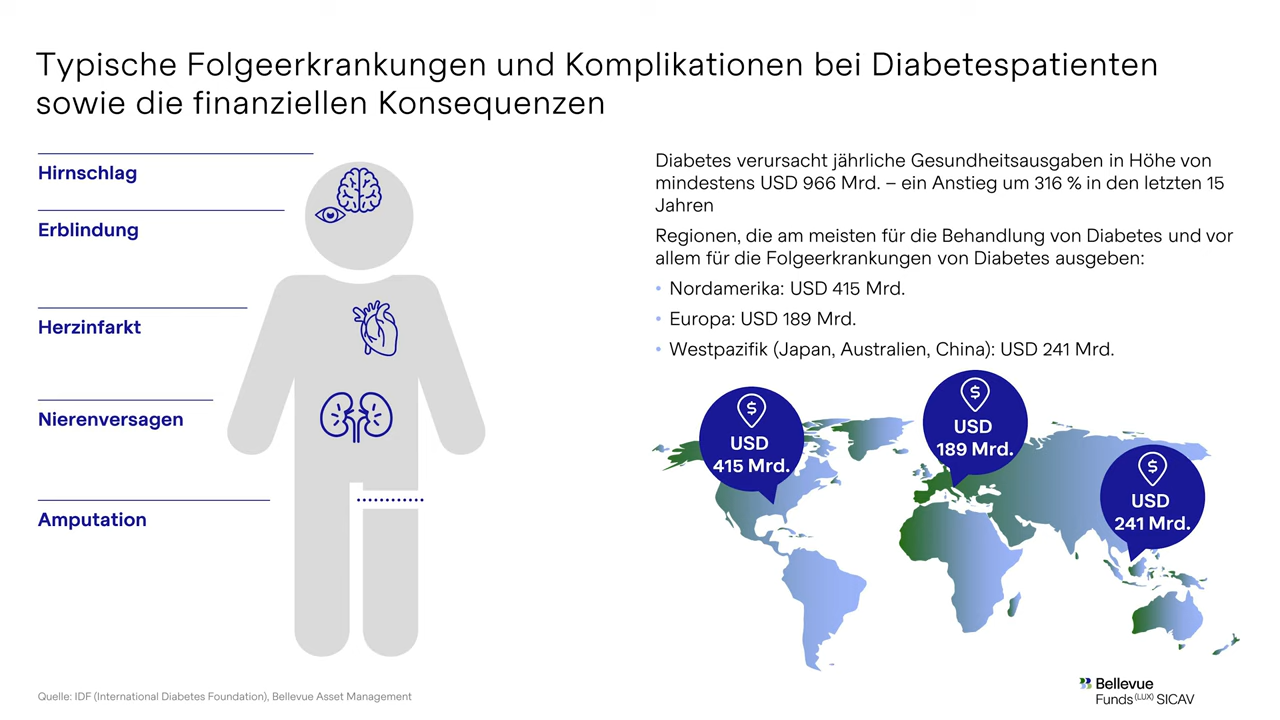 Typische Folgeerkrankungen und Komplikationen bei Diabetespatienten
sowie die finanziellen Konsequenzen
Hirnschlag
Erblindung
Herzinfarkt
Nierenversagen
Amputation
Diabetes verursacht jährliche Gesundheitsausgaben in Höhe von
mindestens USD 966 Mrd. – ein Anstieg um 316 % in den letzten 15
Jahren
Regionen, die am meisten für die Behandlung von Diabetes und vor
allem für die Folgeerkrankungen von Diabetes ausgeben:
• Nordamerika: USD 415 Mrd.
• Europa: USD 189 Mrd.
• Westpazifik (Japan, Australien, China): USD 241 Mrd.
$
USD
415 Mrd.
$
USD
189 Mrd.
$
USD
241 Mrd.
Quelle: IDF (International Diabetes Foundation), Bellevue Asset Management
Bellevue
Funds (LUX) SICAV